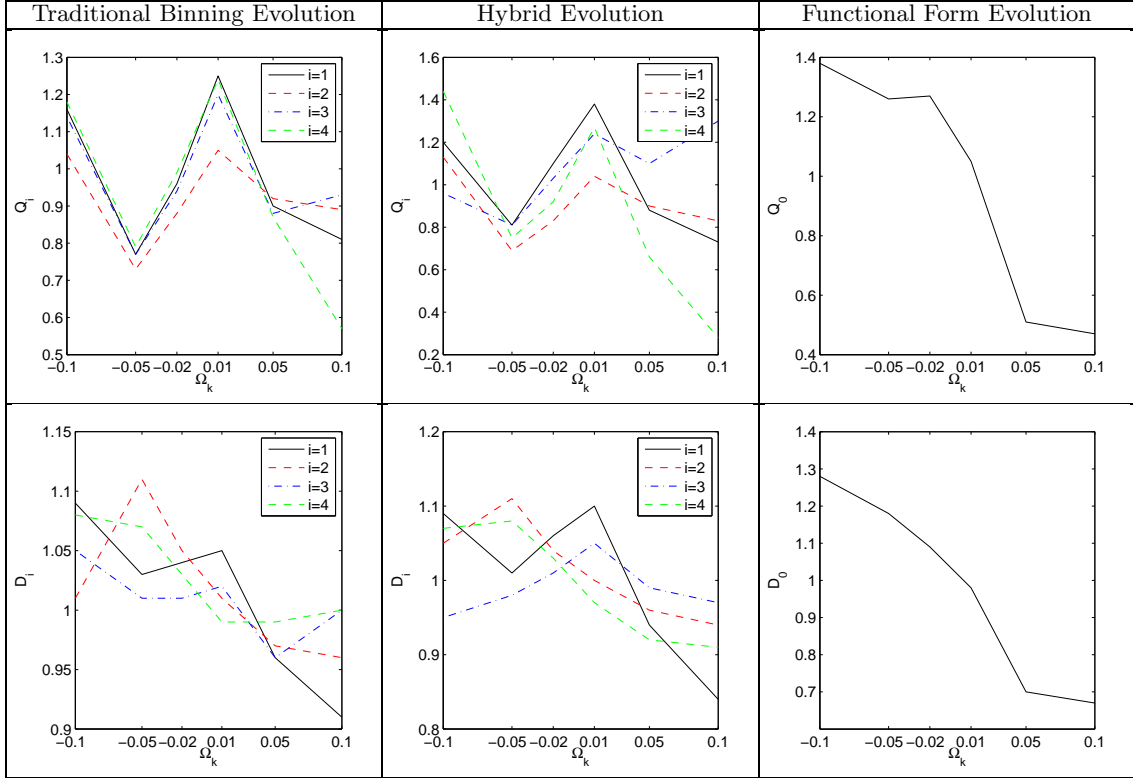 Traditional Binning Evolution
Hybrid Evolution
Functional Form Evolution
1.3
1.2
1.1
1
0.9
0.8
0.7
0.6
0.5
Q_i
−0.1
−0.05
−0.02
0.01
0.05
0.1
Ω_k
i=1
i=2
i=3
i=4
1.6
1.4
1.2
1
0.8
0.6
0.4
0.2
Q_i
−0.1
−0.05
−0.02
0.01
0.05
0.1
Ω_k
i=1
i=2
i=3
i=4
1.4
1.2
1
0.8
0.6
0.4
Q_0
−0.1
−0.05
−0.02
0.01
0.05
0.1
Ω_k
1.15
1.1
1.05
1
0.95
0.9
D_i
−0.1
−0.05
−0.02
0.01
0.05
0.1
Ω_k
i=1
i=2
i=3
i=4
1.2
1.1
1
0.9
0.8
D_i
−0.1
−0.05
−0.02
0.01
0.05
0.1
Ω_k
i=1
i=2
i=3
i=4
1.4
1.3
1.2
1.1
1
0.9
0.8
0.7
D_0
−0.1
−0.05
−0.02
0.01
0.05
0.1
Ω_k